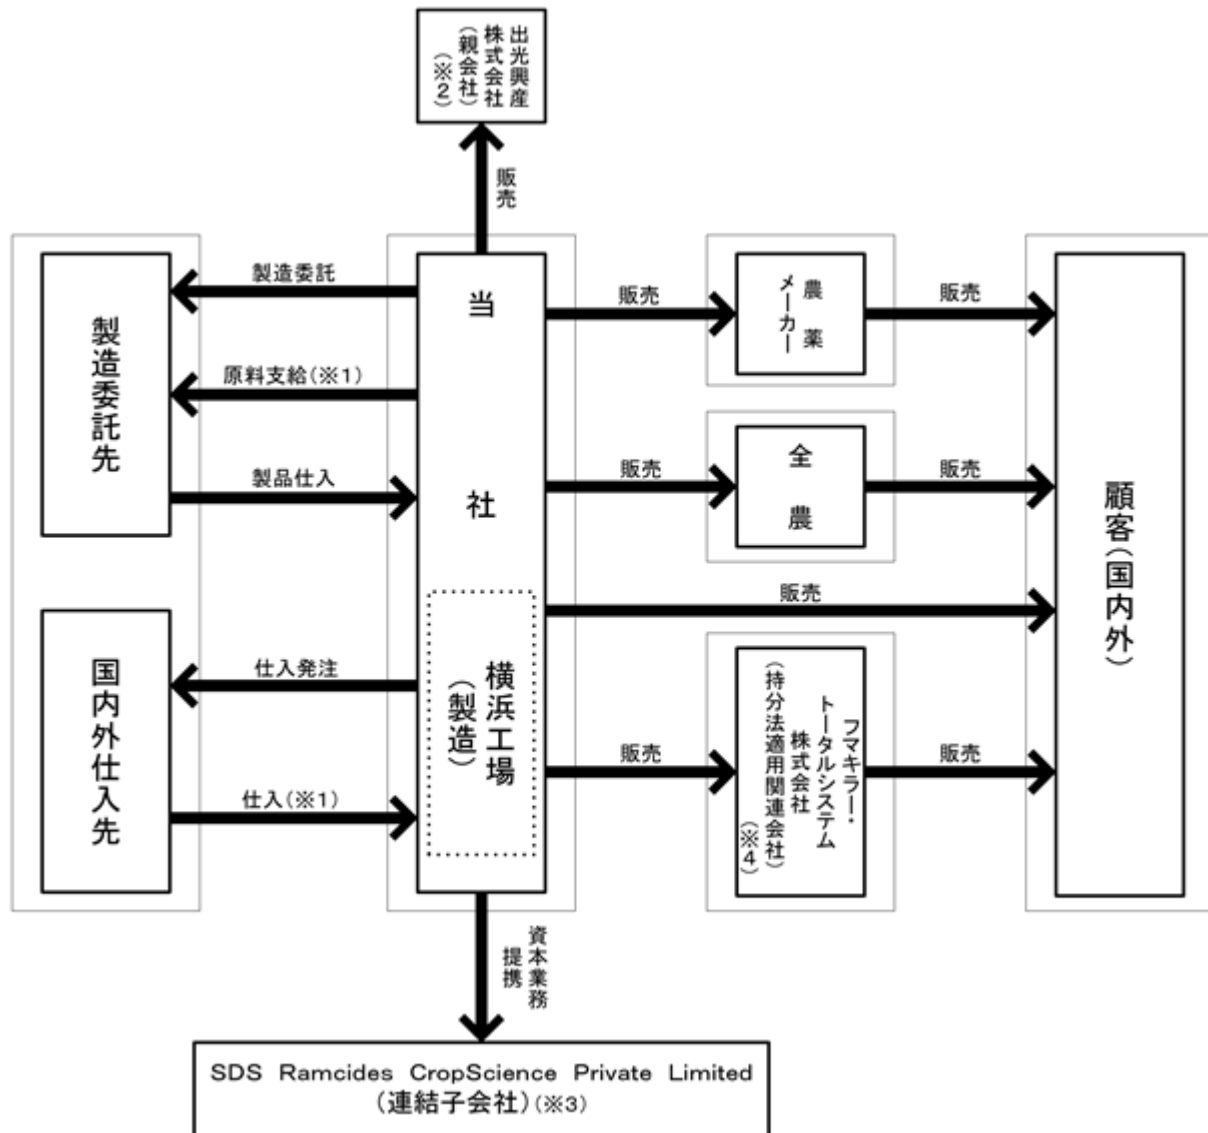 出光興産
株式会社
（親会社）
（※2）
販売
製造委託先
製造委託
原料支給（※1）
製品仕入
国内外仕入先
仕入発注
仕入（※1）
当社
横浜工場
（製造）
販売
農薬
メーカー
販売
販売
全農
販売
販売
販売
フマキラー・
トータルシステム
株式会社
（持分法適用関連会社）
（※4）
販売
顧客（国内外）
資本業務
提携
SDS Ramcides CropScience Private Limited
（連結子会社）（※3）